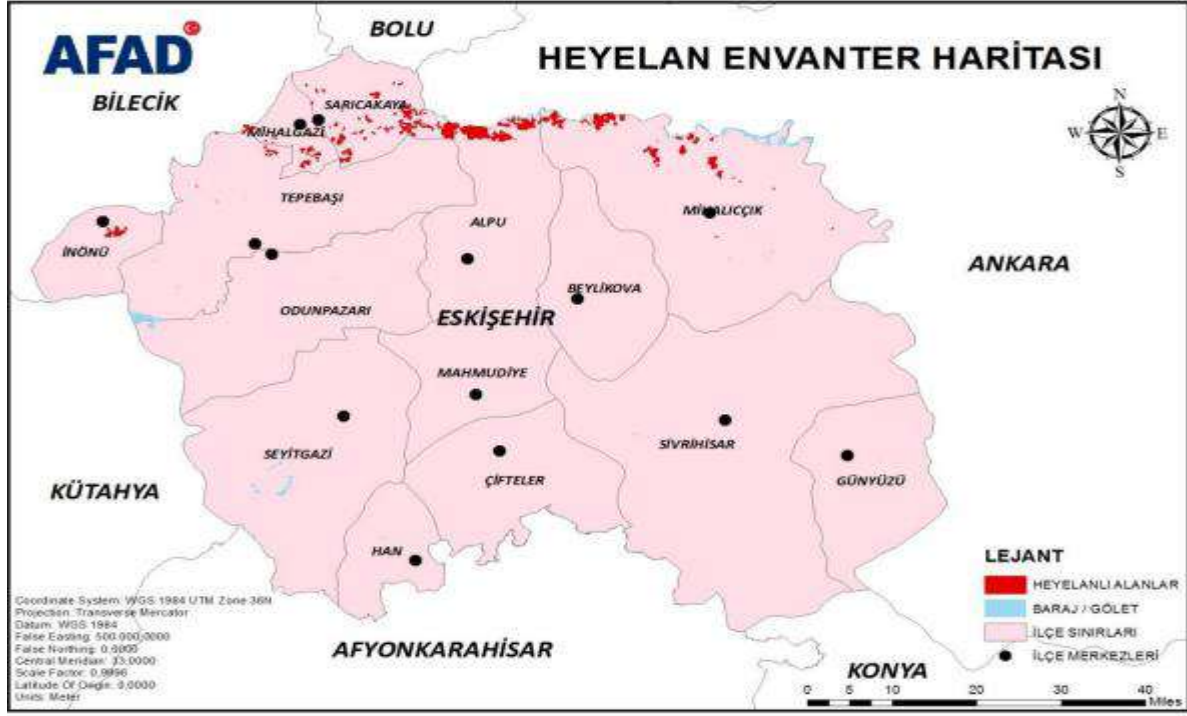 BOLU
AFAD
HEYELAN ENVANTER HARİTASI
BİLECİK
SARICAKAYA
MİHALGAZİ
N
W E
S
TEPEBAŞI
ALPU
MİHALIÇÇIK
İNÖNÜ
ANKARA
BEYLİKOVA
ODUNPAZARI
ESKİŞEHİR
MAHMUDİYE
SİVRİHİSAR
SEYİTGAZİ
ÇİFTELER
GÜNYÜZÜ
KÜTAHYA
HAN
LEJANT
HEYELANLI ALANLAR
BARAJ / GÖLET
İLÇE SINIRLARI
İLÇE MERKEZLERİ
Coordinate System: WGS 1984 UTM Zone 36N
Projection: Transverse Mercator
Datum: WGS 1984
False Easting: 500.000,0000
False Northing: 0,0000
Central Meridian: 33,0000
Scale Factor: 0,9996
Latitude Of Origin: 0,0000
Units: Meter
AFYONKARAHİSAR
KONYA
0 5 10 20 30 40
Miles